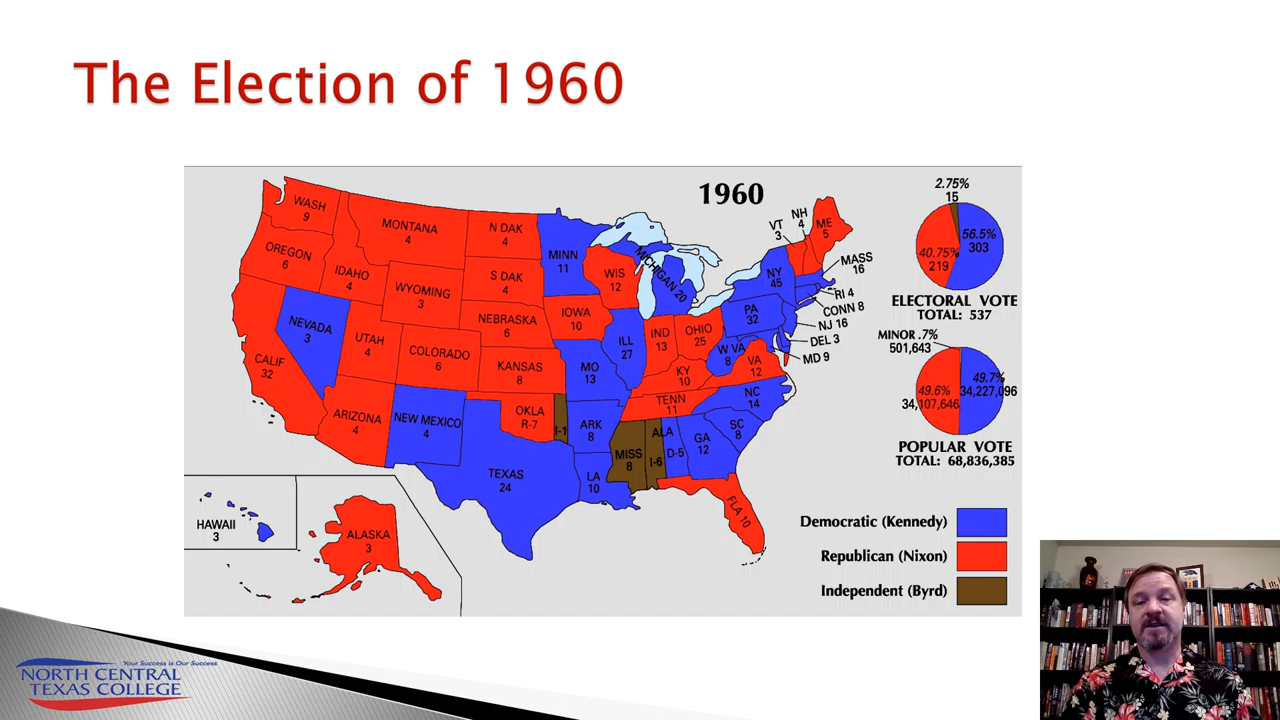 The Election of 1960
1960
WASH
9
OREGON
6
CALIF
32
NEVADA
3
IDAHO
4
MONTANA
4
WYOMING
3
UTAH
4
COLORADO
6
ARIZONA
4
NEW MEXICO
4
N DAK
4
S DAK
4
NEBRASKA
6
KANSAS
8
OKLA
R-7
I-1
TEXAS
24
MINN
11
IOWA
10
MO
13
ARK
8
LA
10
WIS
12
ILL
27
MICHIGAN 20
IND
13
OHIO
25
KY
10
TENN
11
MISS
8
ALA
I-6
D-5
GA
12
FLA 10
SC
8
NC
14
VA
12
W VA
8
PA
32
NY
45
VT
3
NH
4
ME
5
MASS
16
RI 4
CONN 8
NJ 16
DEL 3
MD 9
HAWAII
3
ALASKA
3
2.75%
15
56.5%
303
40.75%
219
ELECTORAL VOTE
TOTAL: 537
MINOR .7%
501,643
49.7%
34,227,096
49.6%
34,107,646
POPULAR VOTE
TOTAL: 68,836,385
Democratic (Kennedy)
Republican (Nixon)
Independent (Byrd)
Your Success is Our Success
NORTH CENTRAL
TEXAS COLLEGE